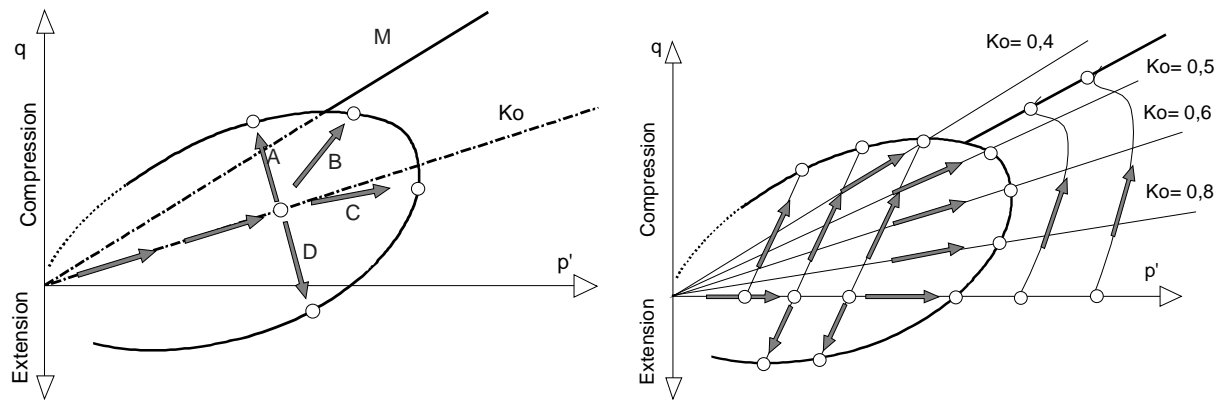 q
M
Ko
A
B
C
D
p'
Compression
Extension
q
Ko= 0,4
Ko= 0,5
Ko= 0,6
Ko= 0,8
p'
Compression
Extension